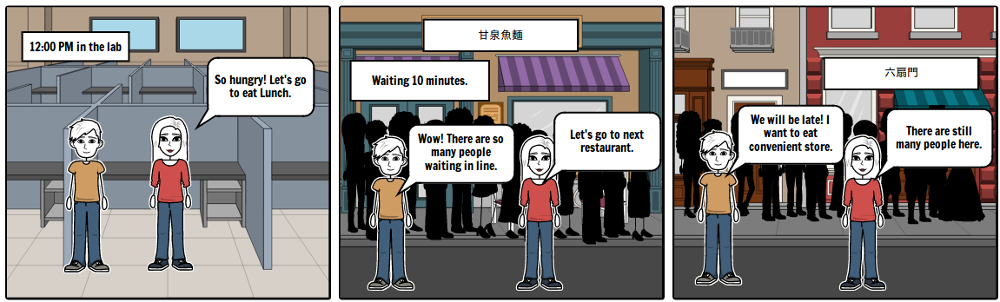 12:00 PM in the lab
So hungry! Let's go
to eat Lunch.
甘泉魚麵
Waiting 10 minutes.
Wow! There are so
many people
waiting in line.
Let's go to next
restaurant.
六扇門
We will be late! I
want to eat
convenient store.
There are still
many people here.